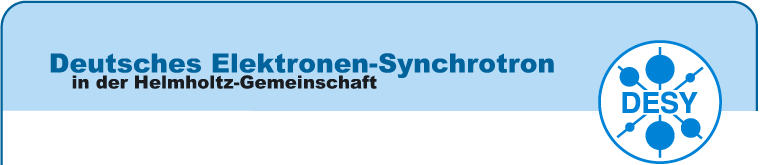 Deutsches Elektronen-Synchrotron
in der Helmholtz-Gemeinschaft
DESY